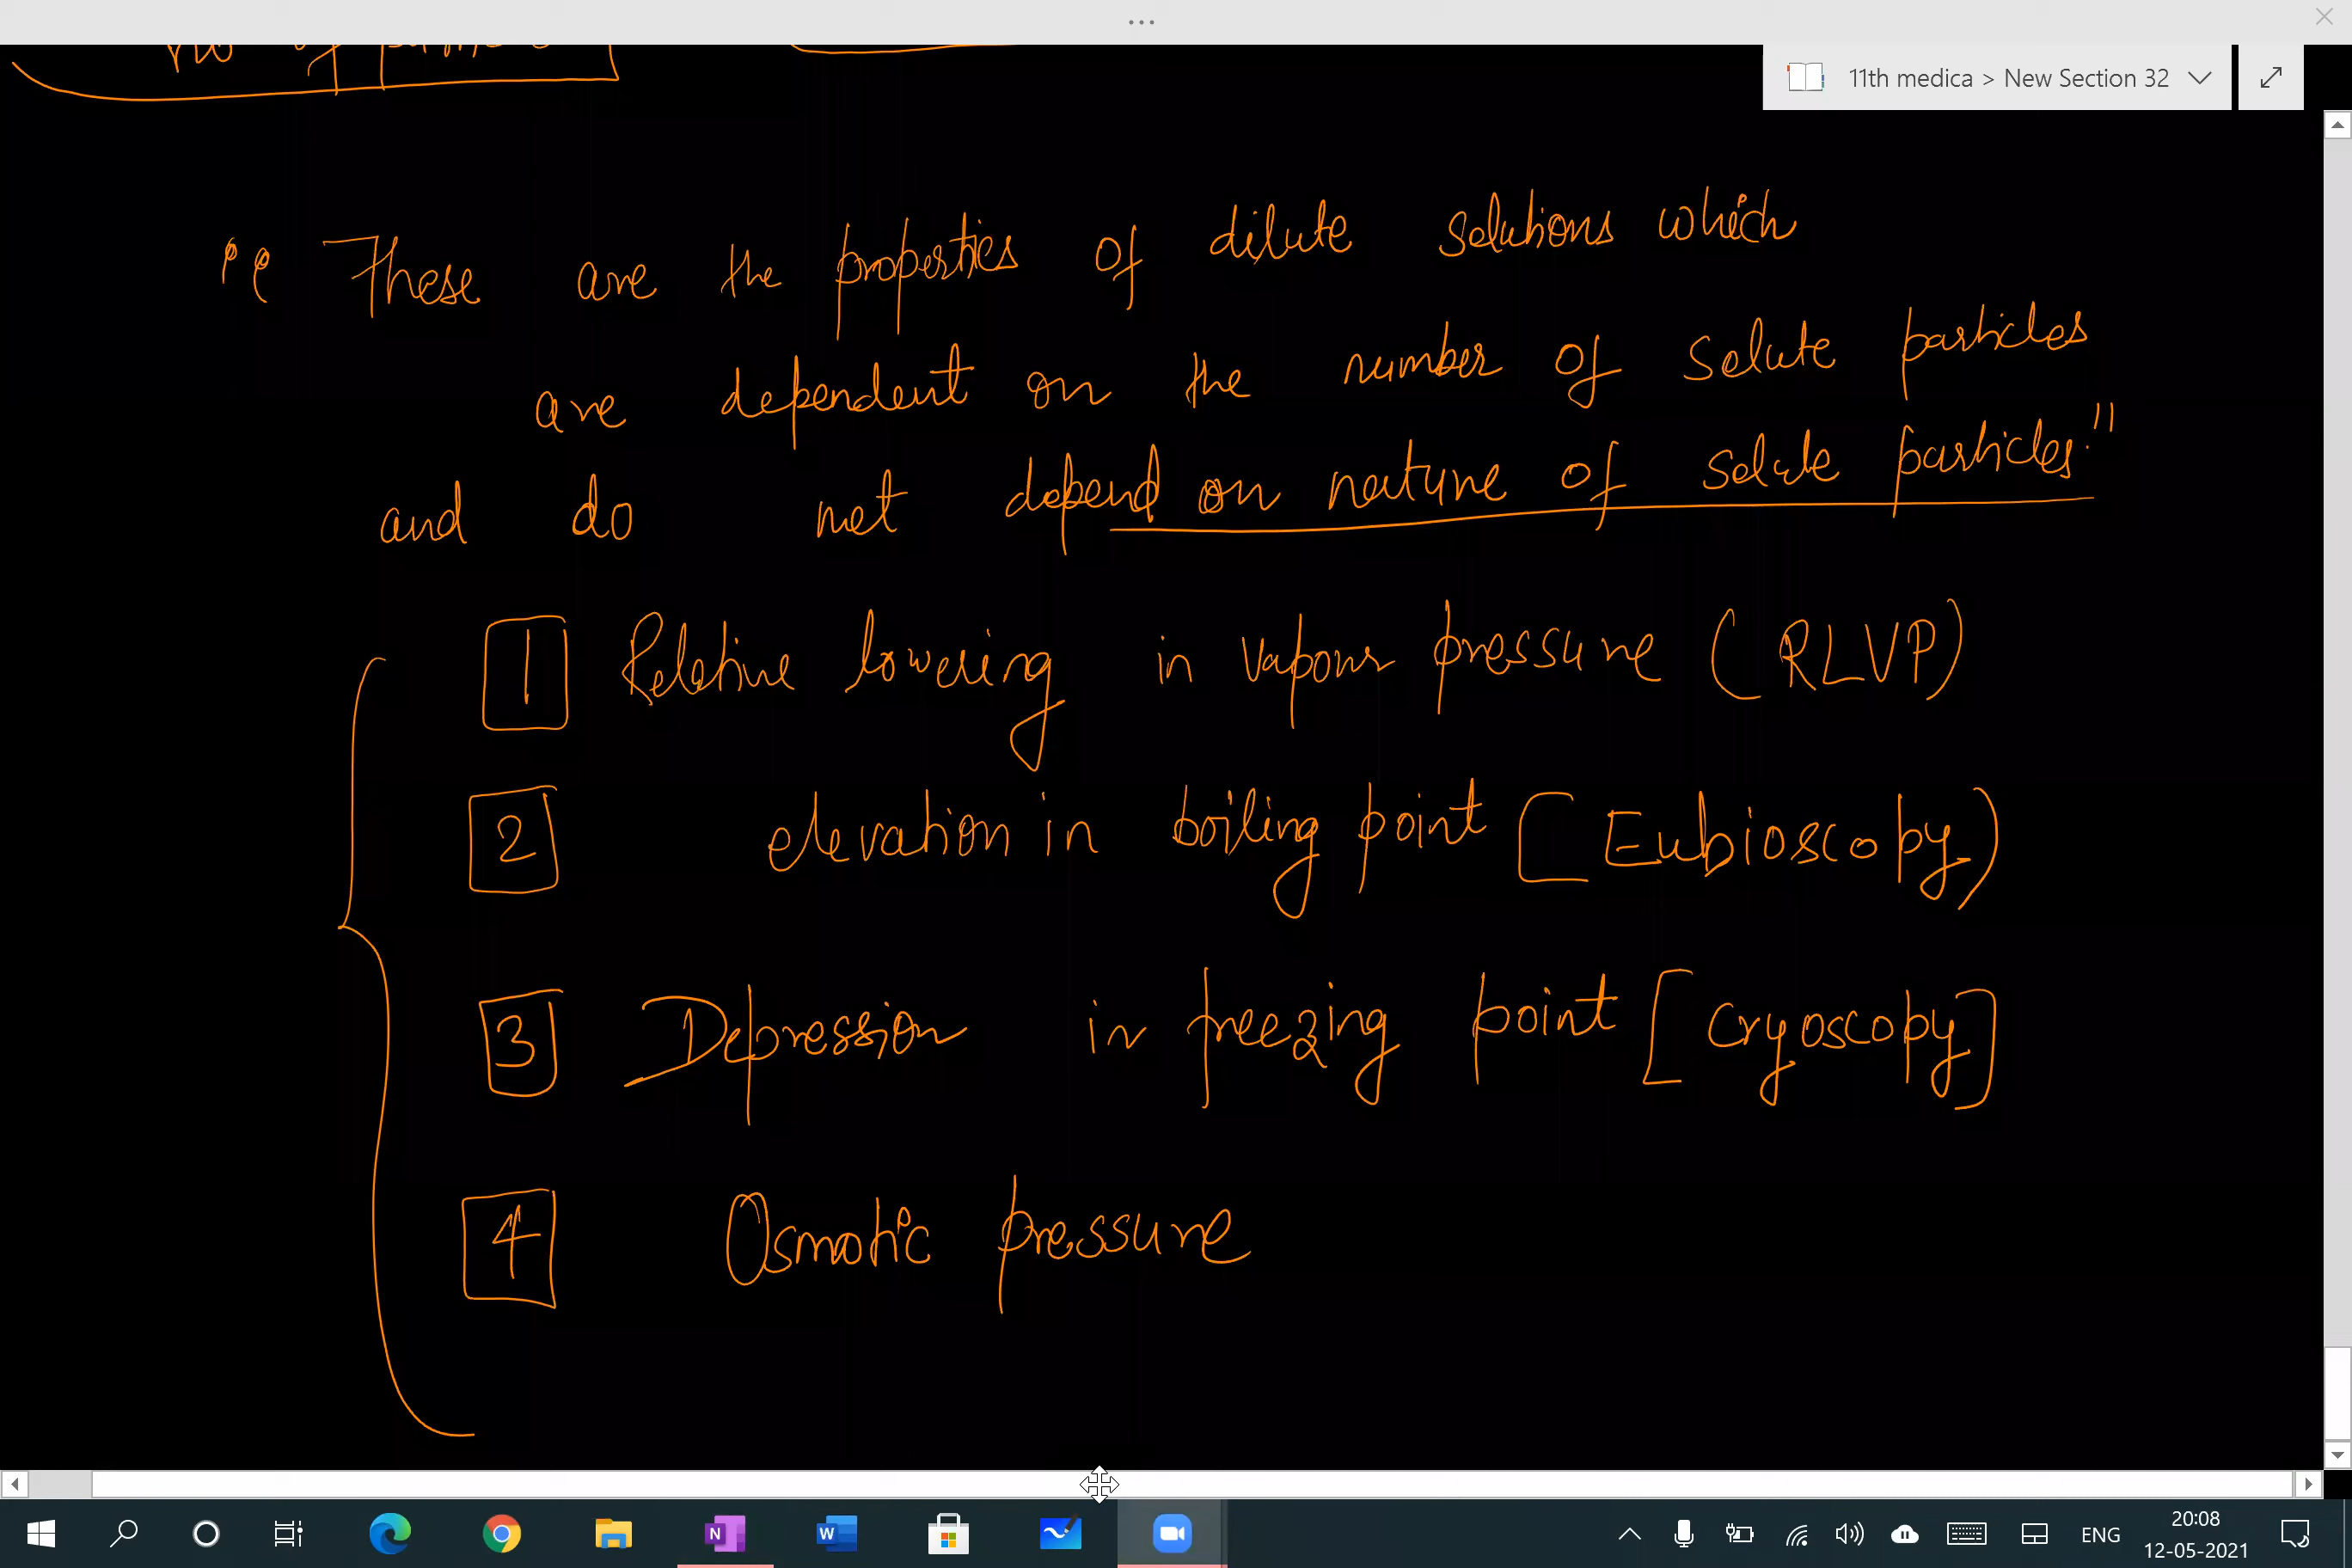 11th medica > New Section 32
"These are the properties of dilute solutions which
are dependent on the number of solute particles
and do not depend on nature of solute particles."
1 Relative lowering in vapour pressure (RLVP)
2 elevation in boiling point [Eubioscopy)
3 Depression in freezing point [cryoscopy]
4 Osmotic pressure
ENG
20:08
12-05-2021